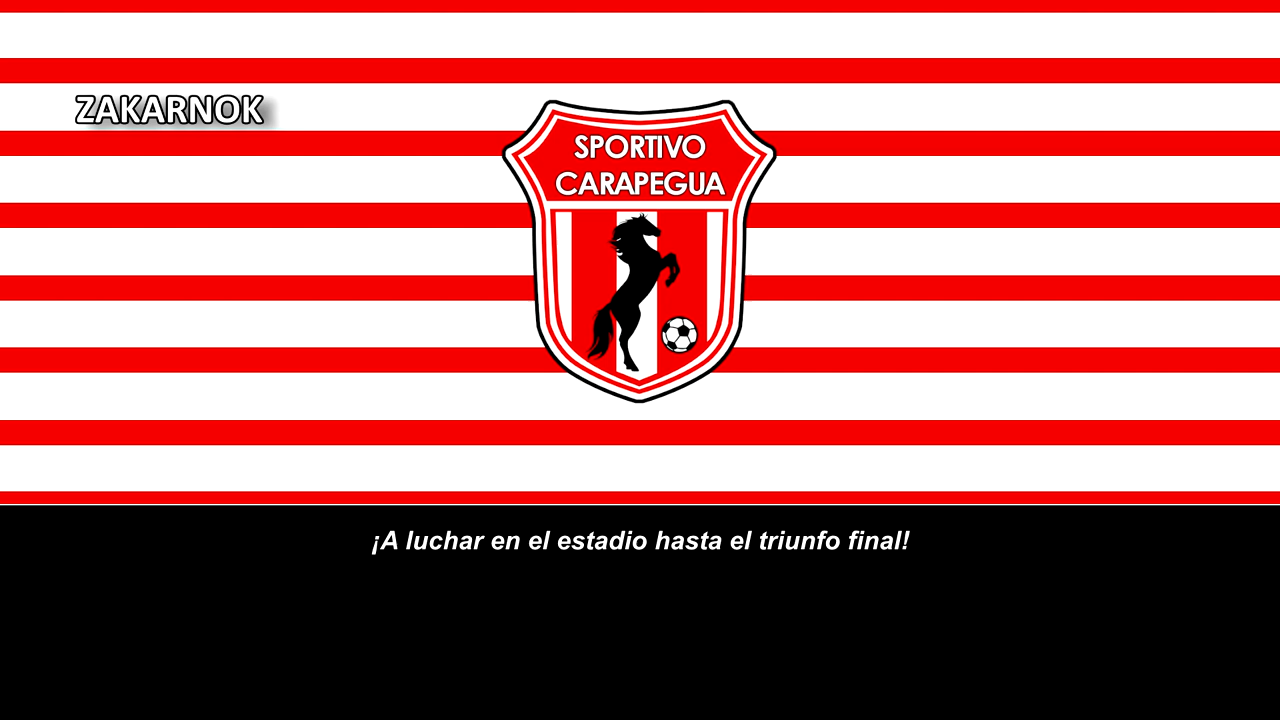 ZAKARNOK
SPORTIVO
CARAPEGUA
¡A luchar en el estadio hasta el triunfo final!